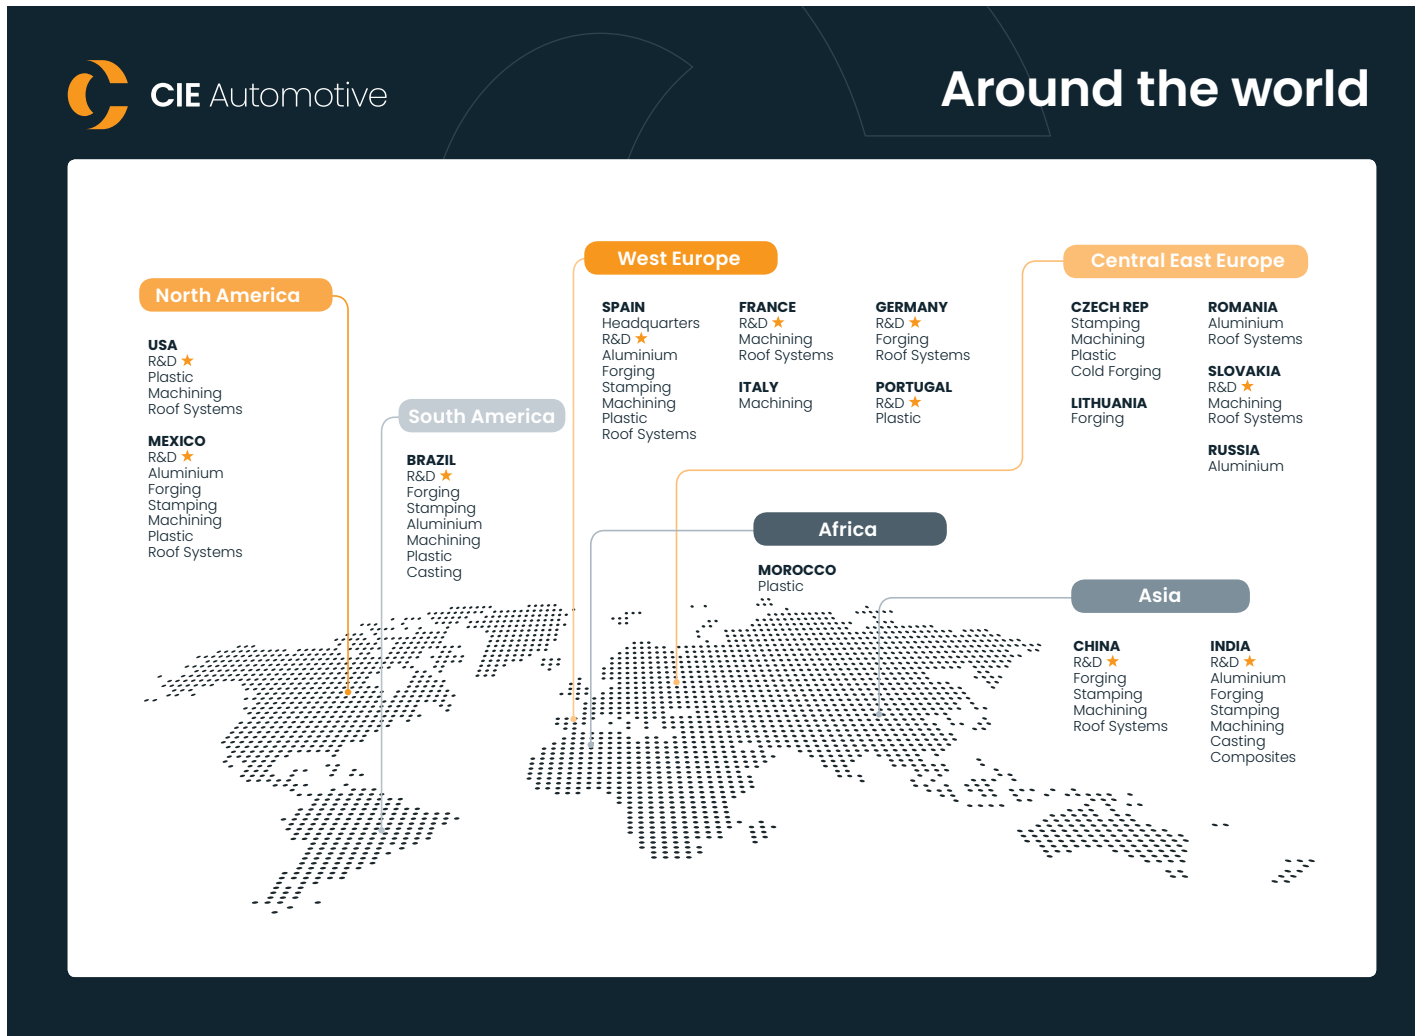 CIE Automotive
Around the world
North America
USA
R&D ★
Plastic
Machining
Roof Systems
MEXICO
R&D ★
Aluminium
Forging
Stamping
Machining
Plastic
Roof Systems
South America
BRAZIL
R&D ★
Forging
Stamping
Aluminium
Machining
Plastic
Casting
West Europe
SPAIN
Headquarters
R&D ★
Aluminium
Forging
Stamping
Machining
Plastic
Roof Systems
FRANCE
R&D ★
Machining
Roof Systems
ITALY
Machining
GERMANY
R&D ★
Forging
Roof Systems
PORTUGAL
R&D ★
Plastic
Central East Europe
CZECH REP
Stamping
Machining
Plastic
Cold Forging
LITHUANIA
Forging
ROMANIA
Aluminium
Roof Systems
SLOVAKIA
R&D ★
Machining
Roof Systems
RUSSIA
Aluminium
Africa
MOROCCO
Plastic
Asia
CHINA
R&D ★
Forging
Stamping
Machining
Roof Systems
INDIA
R&D ★
Aluminium
Forging
Stamping
Machining
Casting
Composites